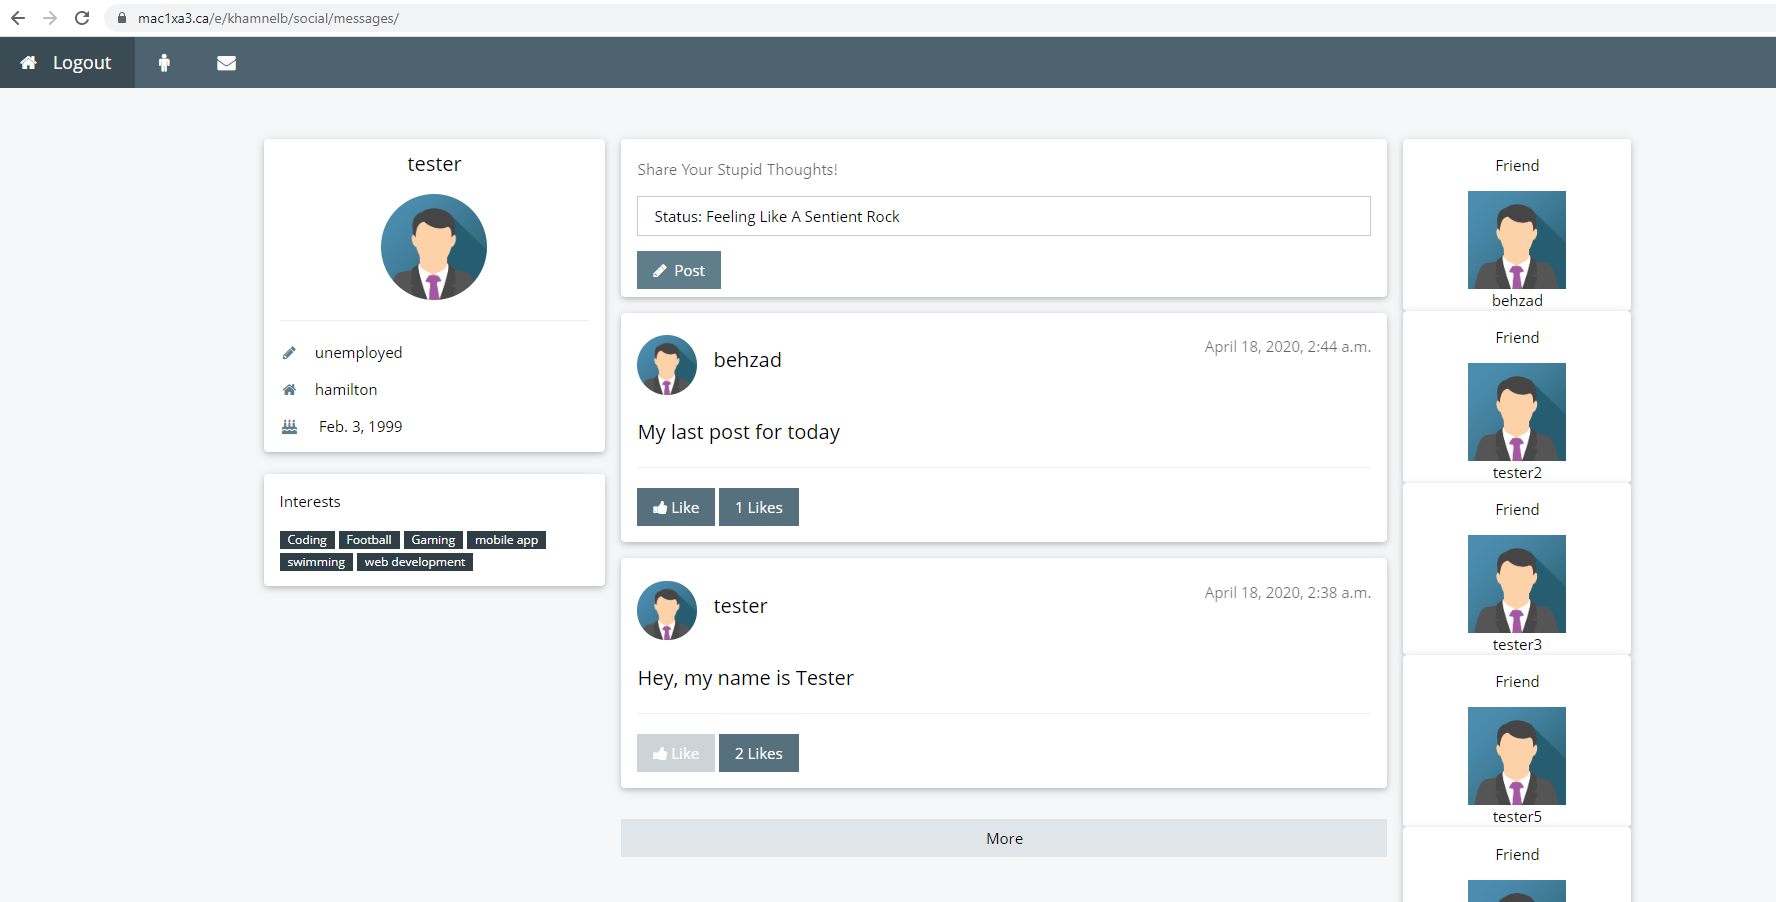 mac1xa3.ca/e/khamnelb/social/messages/
Logout
tester
unemployed
hamilton
Feb. 3, 1999
Interests
Coding Football Gaming mobile app
swimming web development
Share Your Stupid Thoughts!
Status: Feeling Like A Sentient Rock
Post
behzad
April 18, 2020, 2:44 a.m.
My last post for today
Like 1 Likes
tester
April 18, 2020, 2:38 a.m.
Hey, my name is Tester
Like 2 Likes
More
Friend
behzad
Friend
tester2
Friend
tester3
Friend
tester5
Friend